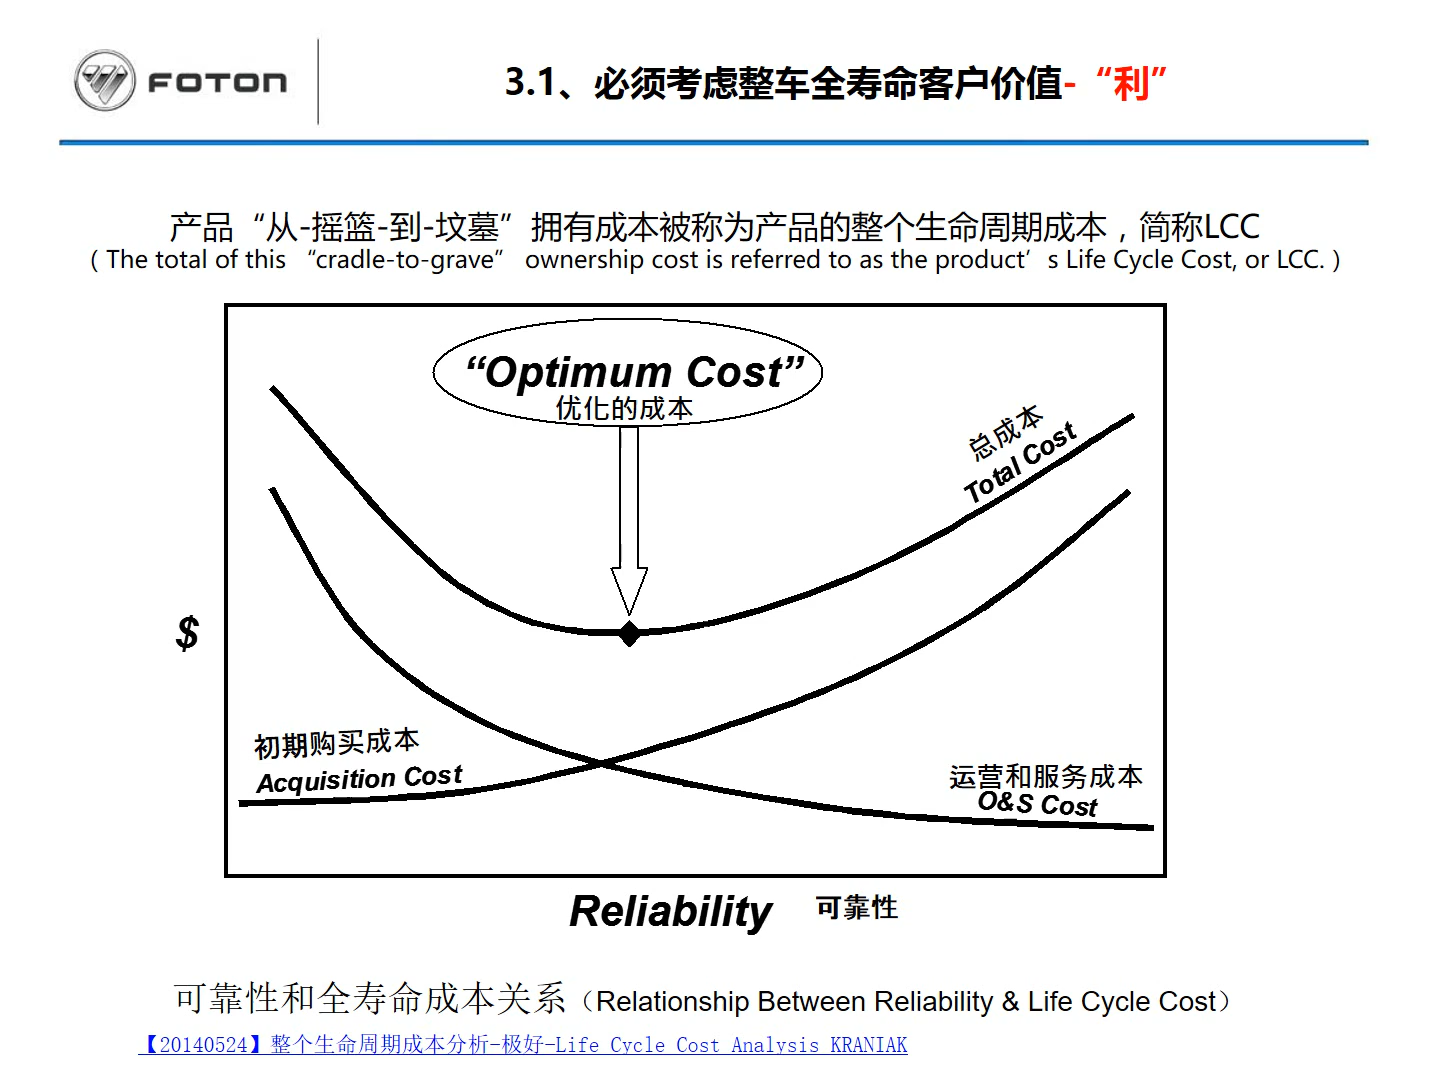 FOTON
3.1、必须考虑整车全寿命客户价值-“利”
产品“从-摇篮-到-坟墓”拥有成本被称为产品的整个生命周期成本，简称LCC
（The total of this “cradle-to-grave” ownership cost is referred to as the product’s Life Cycle Cost, or LCC.）
“Optimum Cost”
优化的成本
总成本
Total Cost
$
初期购买成本
Acquisition Cost
运营和服务成本
O&S Cost
Reliability 可靠性
可靠性和全寿命成本关系（Relationship Between Reliability & Life Cycle Cost）
【20140524】整个生命周期成本分析-极好-Life Cycle Cost Analysis KRANIAK